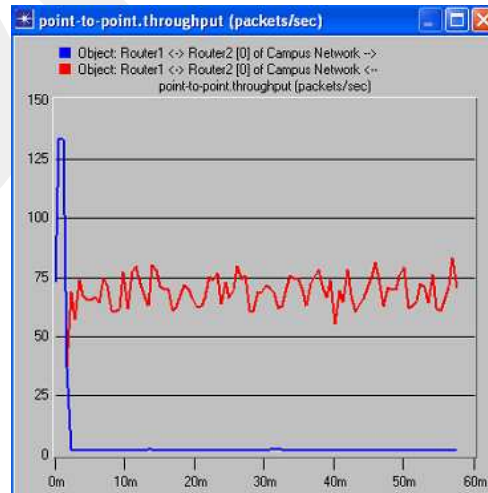 point-to-point.throughput (packets/sec)
Object: Router1 <-> Router2 [0] of Campus Network -->
Object: Router1 <-> Router2 [0] of Campus Network <--
point-to-point.throughput (packets/sec)
150
125
100
75
50
25
0
0m 10m 20m 30m 40m 50m 60m